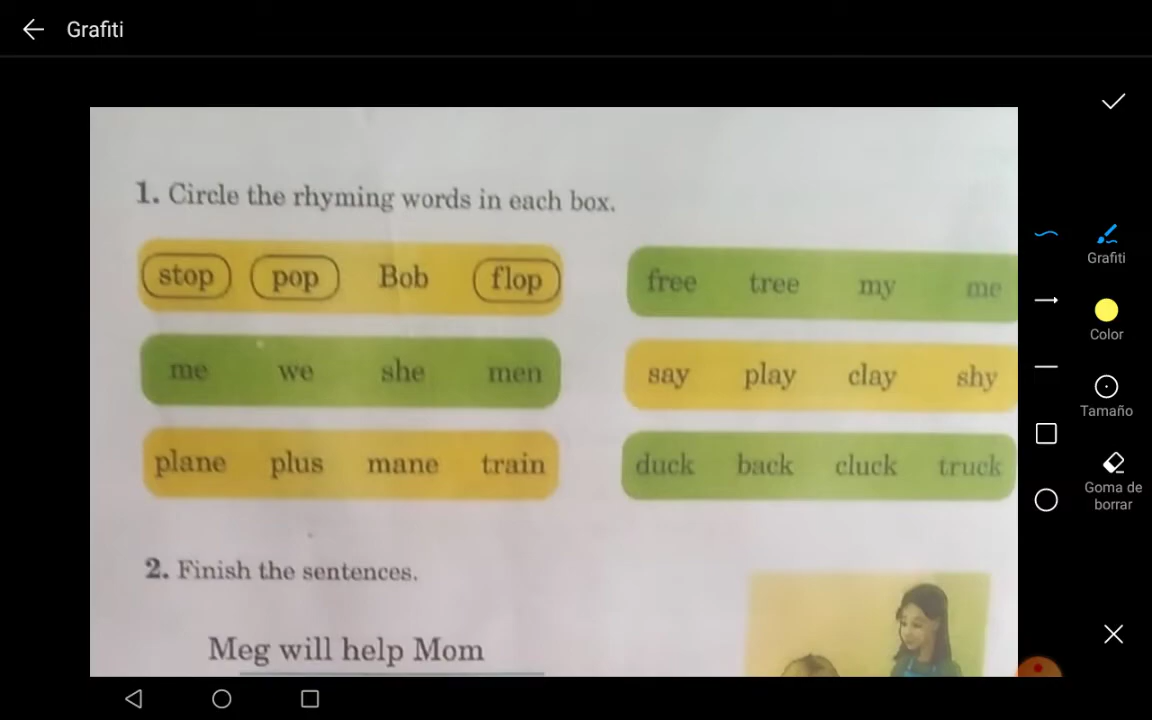 Grafiti
1. Circle the rhyming words in each box.
stop pop Bob flop
free tree my me
me we she men
say play clay shy
plane plus mane train
duck back cluck truck
2. Finish the sentences.
Meg will help Mom
Grafiti
Color
Tamaño
Goma de
borrar